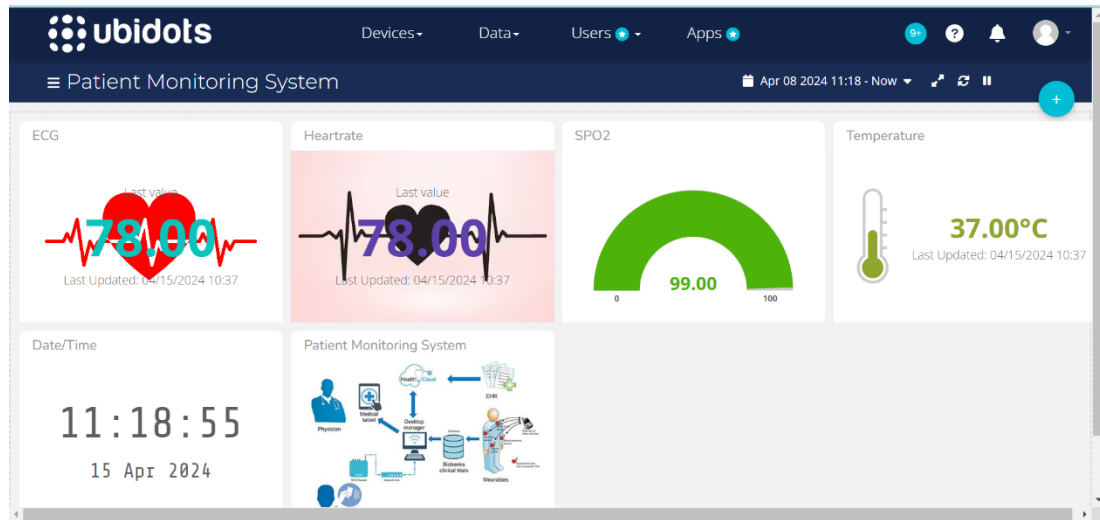 ubidots
Devices
Data
Users
Apps
9+
?
Patient Monitoring System
Apr 08 2024 11:18 - Now
+
ECG
Last value
78.00
Last Updated: 04/15/2024 10:37
Heartrate
Last value
78.00
Last Updated: 04/15/2024 10:37
SPO2
99.00
0
100
Temperature
37.00°C
Last Updated: 04/15/2024 10:37
Date/Time
11:18:55
15 Apr 2024
Patient Monitoring System
Health Cloud
EHR
Physician
Medical
tablet
Desktop
manager
Biobanks
clinical trials
Wearables